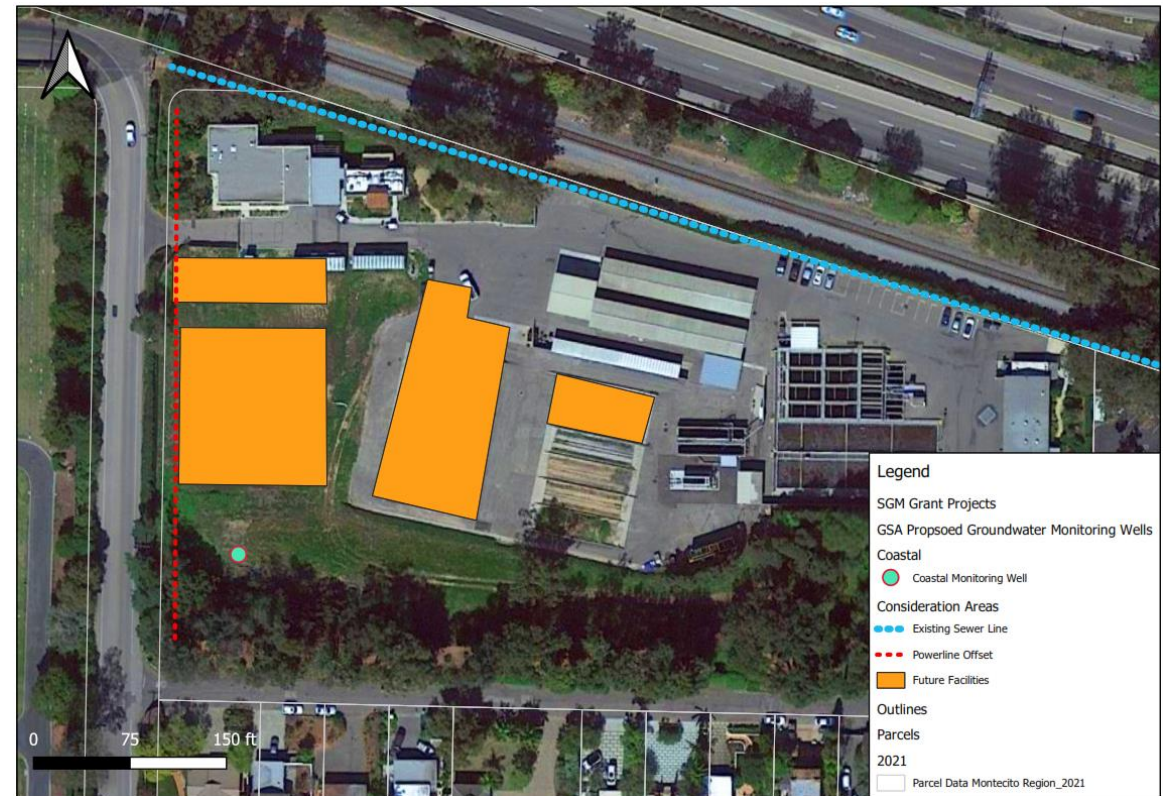 Legend
SGM Grant Projects
GSA Propsoed Groundwater Monitoring Wells
Coastal
Coastal Monitoring Well
Consideration Areas
Existing Sewer Line
Powerline Offset
Future Facilities
Outlines
Parcels
2021
Parcel Data Montecito Region_2021
0 75 150 ft